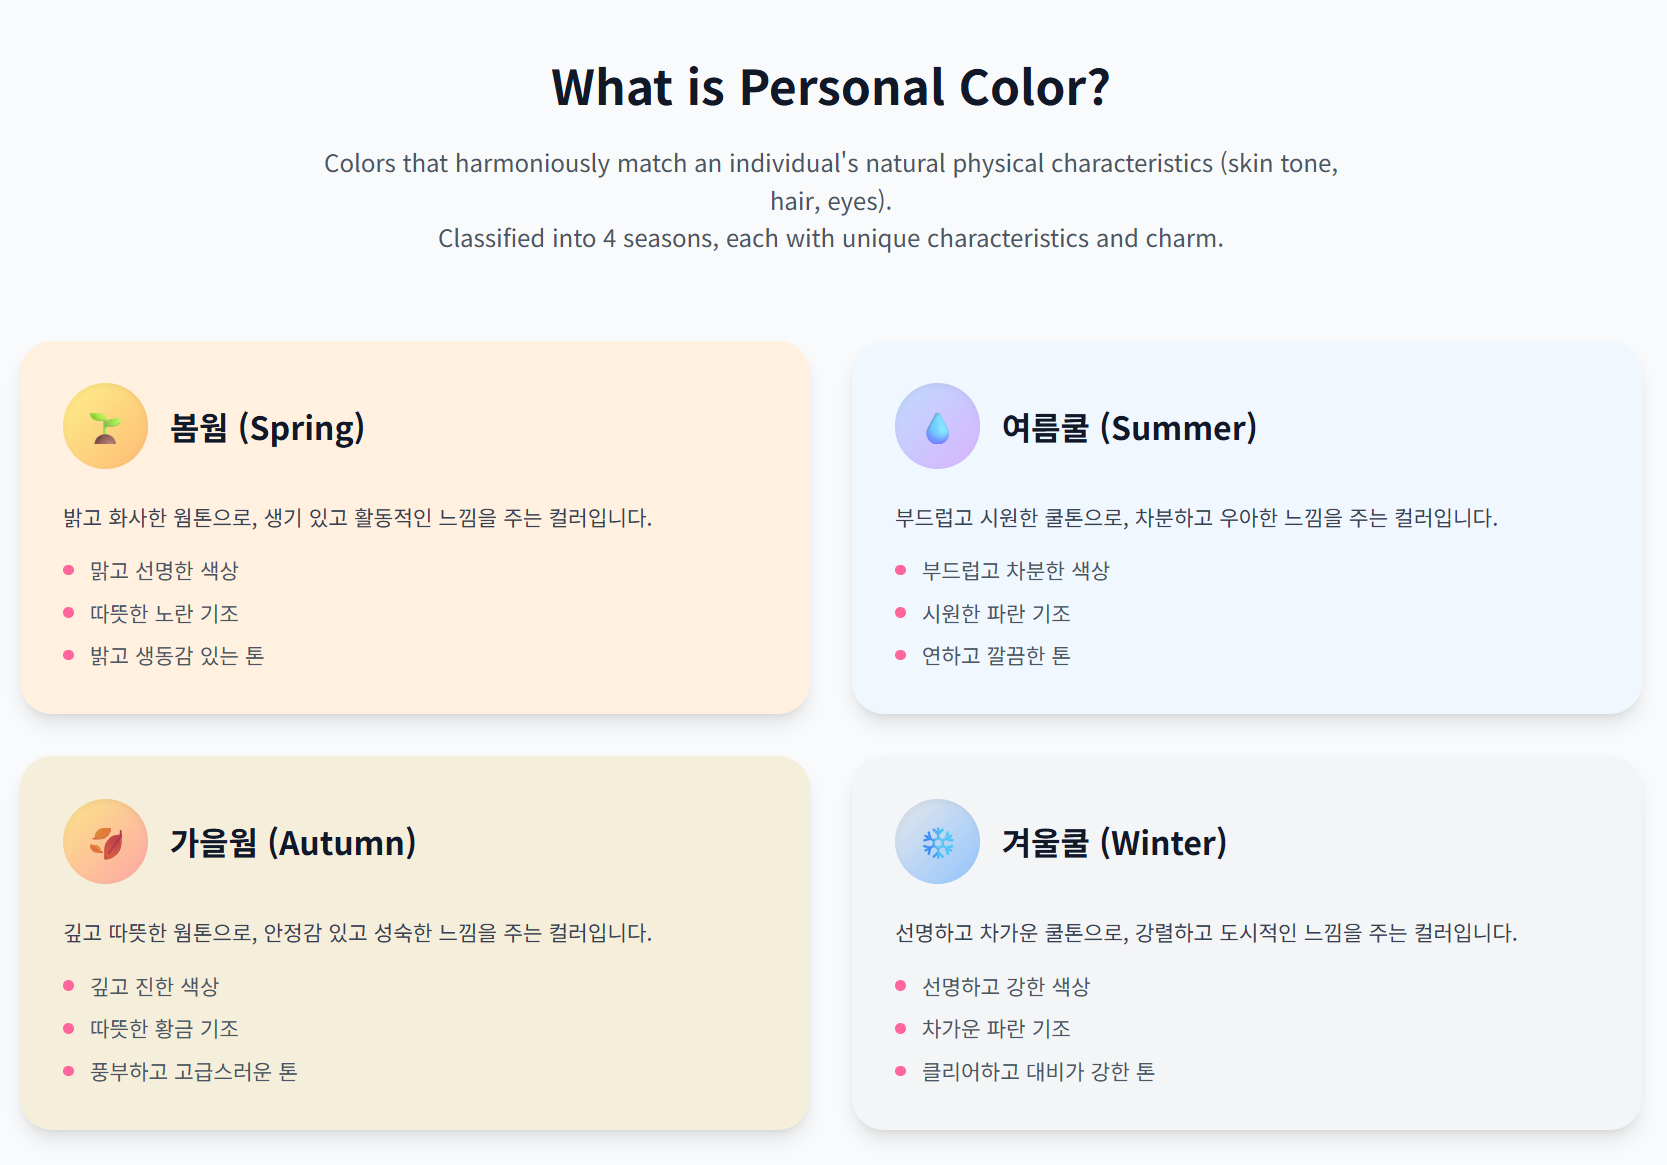 What is Personal Color?
Colors that harmoniously match an individual's natural physical characteristics (skin tone,
hair, eyes).
Classified into 4 seasons, each with unique characteristics and charm.
봄웜 (Spring)
밝고 화사한 웜톤으로, 생기 있고 활동적인 느낌을 주는 컬러입니다.
맑고 선명한 색상
따뜻한 노란 기조
밝고 생동감 있는 톤
여름쿨 (Summer)
부드럽고 시원한 쿨톤으로, 차분하고 우아한 느낌을 주는 컬러입니다.
부드럽고 차분한 색상
시원한 파란 기조
연하고 깔끔한 톤
가을웜 (Autumn)
깊고 따뜻한 웜톤으로, 안정감 있고 성숙한 느낌을 주는 컬러입니다.
깊고 진한 색상
따뜻한 황금 기조
풍부하고 고급스러운 톤
겨울쿨 (Winter)
선명하고 차가운 쿨톤으로, 강렬하고 도시적인 느낌을 주는 컬러입니다.
선명하고 강한 색상
차가운 파란 기조
클리어하고 대비가 강한 톤